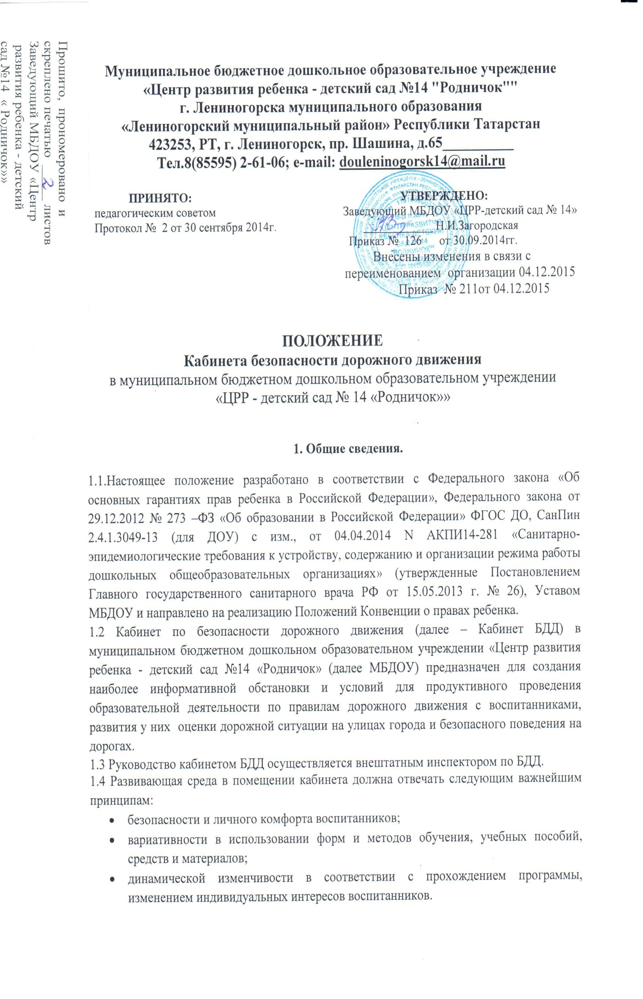 Прошито, прономеровано и
скреплено печатью 2 листов
Заведующий МБДОУ «Центр
развития ребенка - детский
сад №14 « Родничок»»
Муниципальное бюджетное дошкольное образовательное учреждение
«Центр развития ребенка - детский сад №14 "Родничок""
г. Лениногорска муниципального образования
«Лениногорский муниципальный район» Республики Татарстан
423253, РТ, г. Лениногорск, пр. Шашина, д.65__________
Тел.8(85595) 2-61-06; e-mail: douleninogorsk14@mail.ru
ПРИНЯТО:
педагогическим советом
Протокол № 2 от 30 сентября 2014г.
УТВЕРЖДЕНО:
Заведующий МБДОУ «ЦРР-детский сад № 14»
____________ Н.И.Загородская
Приказ № 126 от 30.09.2014гг.
Внесены изменения в связи с
переименованием организации 04.12.2015
Приказ № 211от 04.12.2015
ЦЕНТР РАЗВИТИЯ
РЕБЕНКА-ДЕТСКИЙ
САД №14
"РОДНИЧОК"
ПОЛОЖЕНИЕ
Кабинета безопасности дорожного движения
в муниципальном бюджетном дошкольном образовательном учреждении
«ЦРР - детский сад № 14 «Родничок»»
1. Общие сведения.
1.1.Настоящее положение разработано в соответствии с Федерального закона «Об
основных гарантиях прав ребенка в Российской Федерации», Федерального закона от
29.12.2012 № 273 –ФЗ «Об образовании в Российской Федерации» ФГОС ДО, СанПин
2.4.1.3049-13 (для ДОУ) с изм., от 04.04.2014 N АКПИ14-281 «Санитарно-
эпидемиологические требования к устройству, содержанию и организации режима работы
дошкольных общеобразовательных организациях» (утвержденные Постановлением
Главного государственного санитарного врача РФ от 15.05.2013 г. № 26), Уставом
МБДОУ и направлено на реализацию Положений Конвенции о правах ребенка.
1.2 Кабинет по безопасности дорожного движения (далее – Кабинет БДД) в
муниципальном бюджетном дошкольном образовательном учреждении «Центр развития
ребенка - детский сад №14 «Родничок» (далее МБДОУ) предназначен для создания
наиболее информативной обстановки и условий для продуктивного проведения
образовательной деятельности по правилам дорожного движения с воспитанниками,
развития у них оценки дорожной ситуации на улицах города и безопасного поведения на
дорогах.
1.3 Руководство кабинетом БДД осуществляется внештатным инспектором по БДД.
1.4 Развивающая среда в помещении кабинета должна отвечать следующим важнейшим
принципам:
• безопасности и личного комфорта воспитанников;
• вариативности в использовании форм и методов обучения, учебных пособий,
средств и материалов;
• динамической изменчивости в соответствии с прохождением программы,
изменением индивидуальных интересов воспитанников.